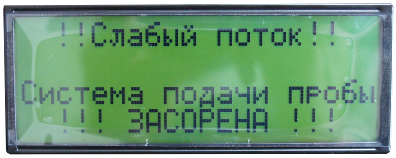 !!Слабый поток!!
Система подачи пробы
!!! ЗАСОРЕНА !!!